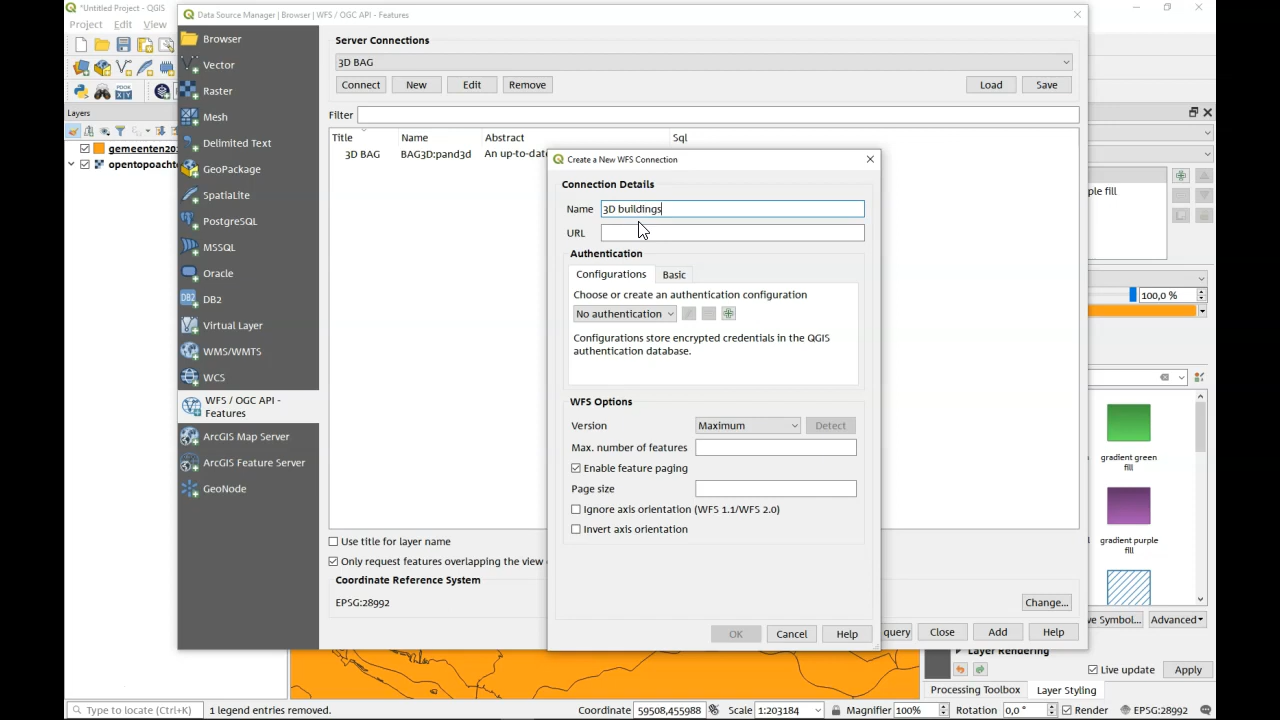 *Untitled Project - QGIS
Project Edit View
Data Source Manager | Browser | WFS / OGC API - Features
Browser
Vector
Raster
Mesh
Delimited Text
GeoPackage
SpatiaLite
PostgreSQL
MSSQL
Oracle
DB2
Virtual Layer
WMS/WMTS
WCS
WFS / OGC API -
Features
ArcGIS Map Server
ArcGIS Feature Server
GeoNode
Layers
Server Connections
3D BAG
Connect New Edit Remove Load Save
Filter
Title Name Abstract Sql
3D BAG BAG3D:pand3d An up-to-dat
Create a New WFS Connection
Connection Details
Name 3D buildings
URL
Authentication
Configurations Basic
Choose or create an authentication configuration
No authentication
Configurations store encrypted credentials in the QGIS
authentication database.
WFS Options
Version Maximum Detect
Max. number of features
Enable feature paging
Page size
Ignore axis orientation (WFS 1.1/WFS 2.0)
Invert axis orientation
OK Cancel Help
Use title for layer name
Only request features overlapping the view
Coordinate Reference System
EPSG:28992
Change...
query Close Add Help
ple fill
100,0 %
gradient green
fill
gradient purple
fill
Symbol... Advanced
Layer Rendering
Live update Apply
Processing Toolbox Layer Styling
Type to locate (Ctrl+K) 1 legend entries removed. Coordinate 59508,455988 Scale 1:203184 Magnifier 100% Rotation 0,0 ° Render EPSG:28992